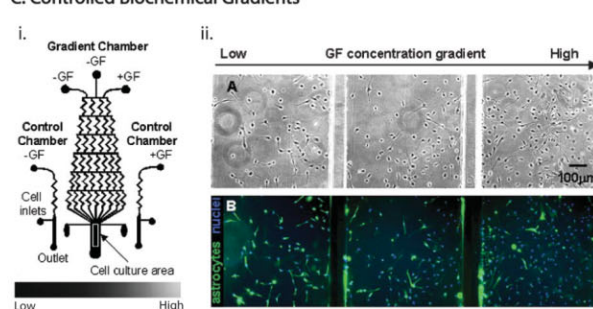 C. Controlled Biochemical Gradients
i.
Gradient Chamber
-GF
-GF
+GF
Control
Chamber
-GF
Control
Chamber
+GF
Cell
inlets
Outlet
Cell culture area
Low
High
ii.
Low
GF concentration gradient
High
A
100μm
B
astrocytes nuclei